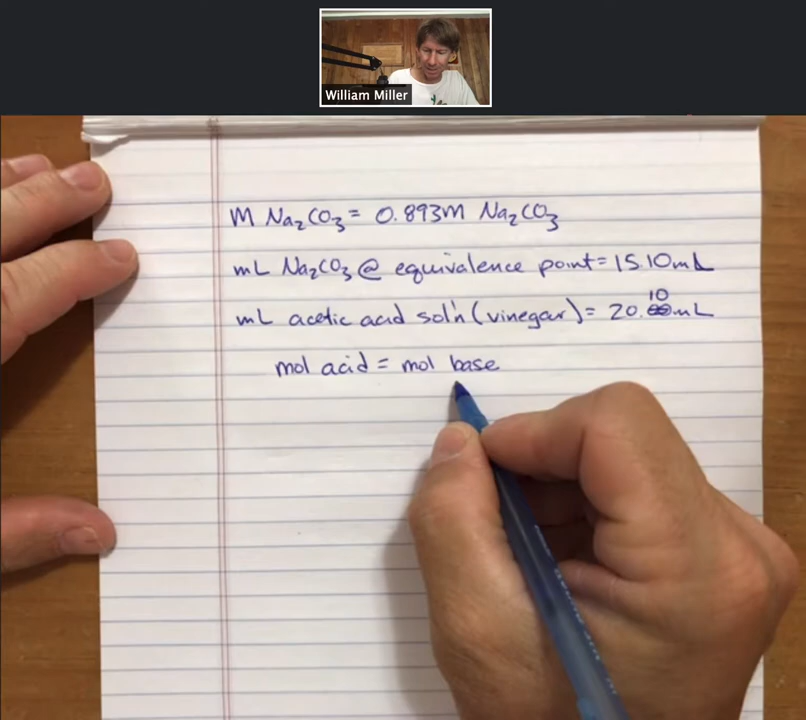 William Miller
M Na₂CO₃ = 0.893M Na₂CO₃
mL Na₂CO₃ @ equivalence point = 15.10mL
mL acetic acid sol'n (vinegar) = 20.10mL
mol acid = mol base